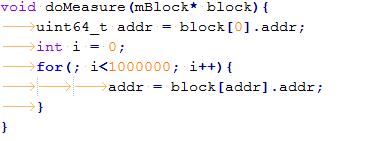 void doMeasure(mBlock* block){
uint64_t addr = block[0].addr;
int i = 0;
for(; i<1000000; i++){
addr = block[addr].addr;
}
}